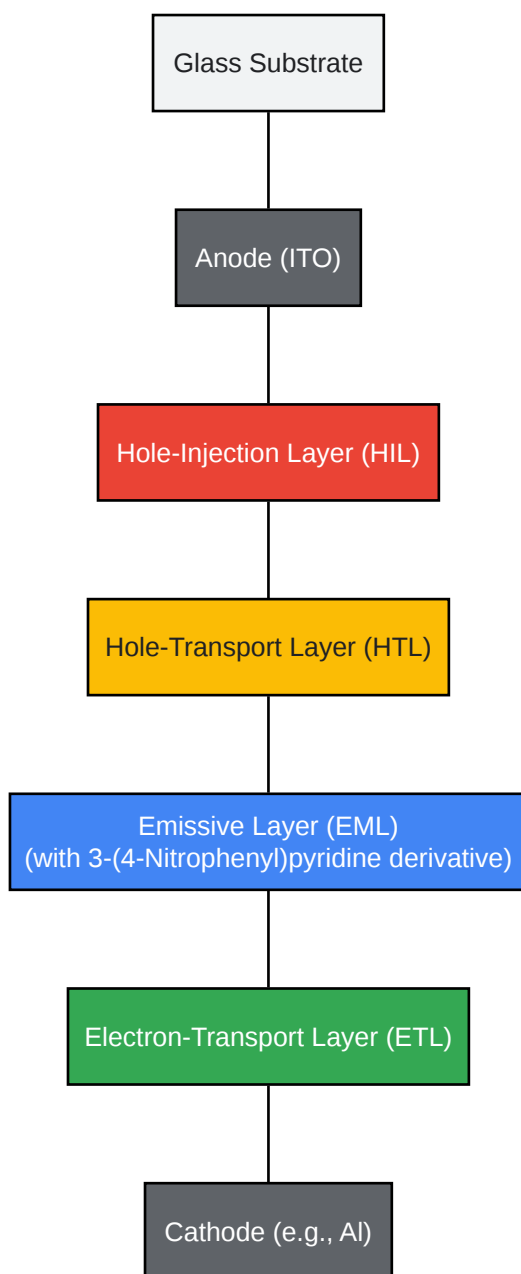 Glass Substrate
Anode (ITO)
Hole-Injection Layer (HIL)
Hole-Transport Layer (HTL)
Emissive Layer (EML)
(with 3-(4-Nitrophenyl)pyridine derivative)
Electron-Transport Layer (ETL)
Cathode (e.g., Al)